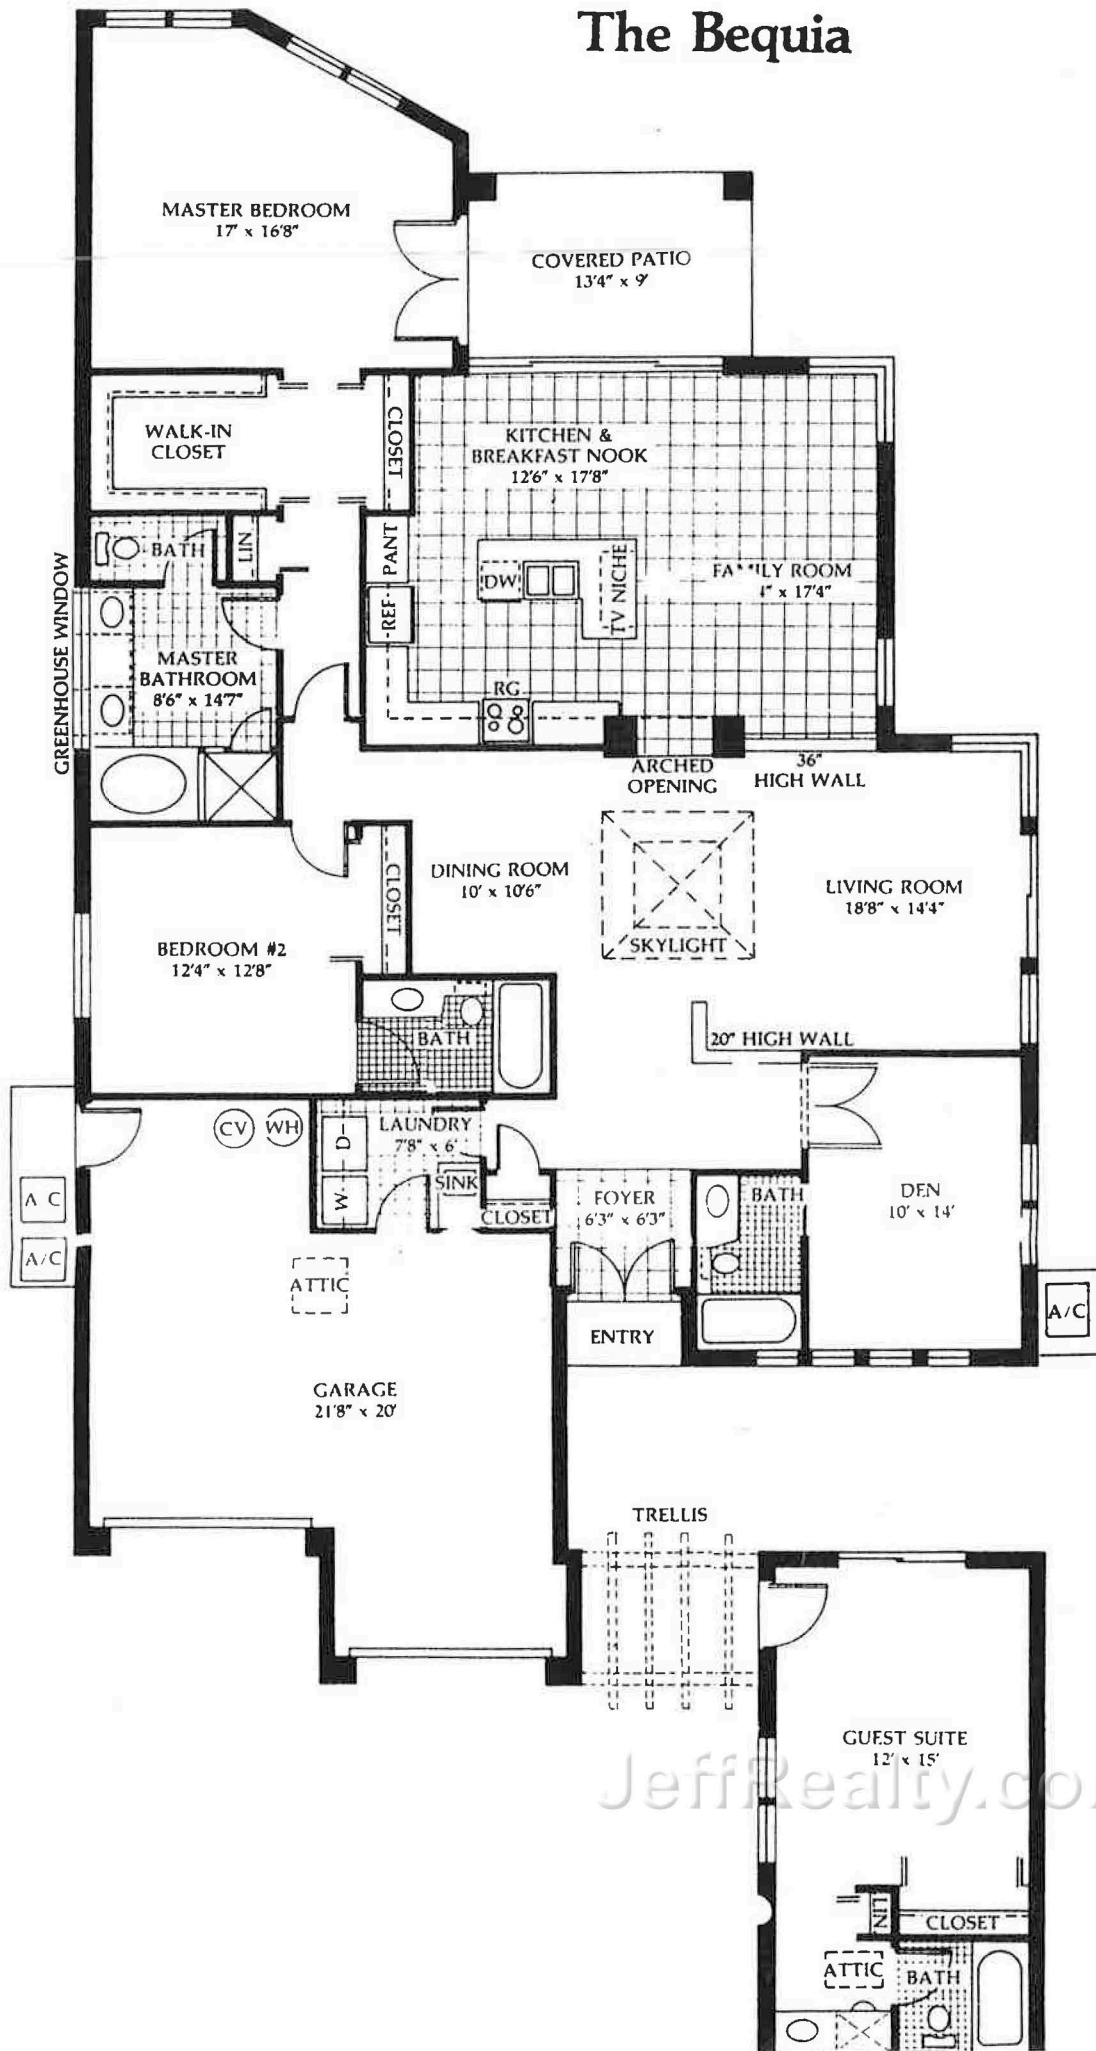 The Bequia
MASTER BEDROOM
17' x 16'8"
COVERED PATIO
13'4" x 9'
WALK-IN
CLOSET
CLOSET
KITCHEN &
BREAKFAST NOOK
12'6" x 17'8"
BATH
LIN
PANT
DW
TV NICHE
ROOM
x 17'4"
REF
GREENHOUSE WINDOW
MASTER
BATHROOM
8'6" x 14'7"
RG
ARCHED
OPENING
36"
HIGH WALL
DINING ROOM
10' x 10'6"
CLOSET
LIVING ROOM
18'8" x 14'4"
SKYLIGHT
BEDROOM #2
12'4" x 12'8"
BATH
20" HIGH WALL
CV
WH
D
LAUNDRY
7'8" x 6'
W
SINK
CLOSET
FOYER
6'3" x 6'3"
BATH
DEN
10' x 14'
A C
A/C
ATTIC
ENTRY
A/C
GARAGE
21'8" x 20'
TRELLIS
GUEST SUITE
12' x 15'
JeffRealty.co
LIN
CLOSET
ATTIC
BATH